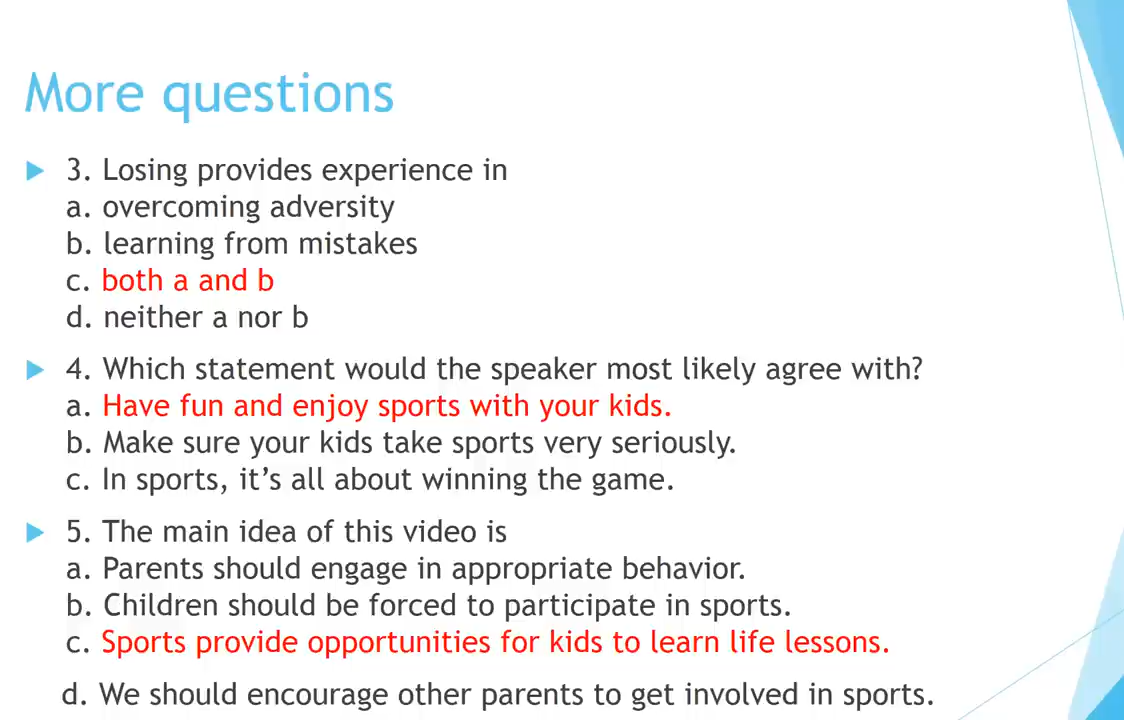 More questions
3. Losing provides experience in
a. overcoming adversity
b. learning from mistakes
c. both a and b
d. neither a nor b
4. Which statement would the speaker most likely agree with?
a. Have fun and enjoy sports with your kids.
b. Make sure your kids take sports very seriously.
c. In sports, it’s all about winning the game.
5. The main idea of this video is
a. Parents should engage in appropriate behavior.
b. Children should be forced to participate in sports.
c. Sports provide opportunities for kids to learn life lessons.
d. We should encourage other parents to get involved in sports.